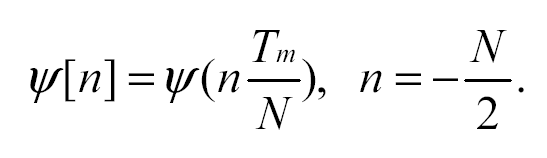 ψ[n] = ψ(n T_m/N), n = -N/2.